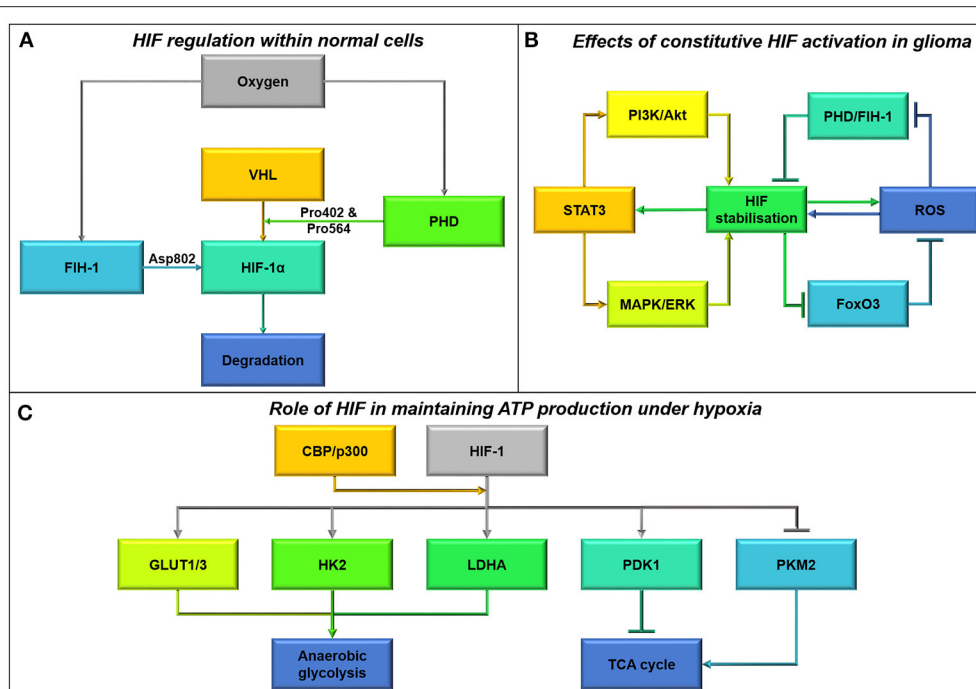 A
HIF regulation within normal cells
Oxygen
VHL
Pro402 &
Pro564
PHD
FIH-1
Asp802
HIF-1α
Degradation
B
Effects of constitutive HIF activation in glioma
PI3K/Akt
PHD/FIH-1
STAT3
HIF
stabilisation
ROS
MAPK/ERK
FoxO3
C
Role of HIF in maintaining ATP production under hypoxia
CBP/p300
HIF-1
GLUT1/3
HK2
LDHA
PDK1
PKM2
Anaerobic
glycolysis
TCA cycle